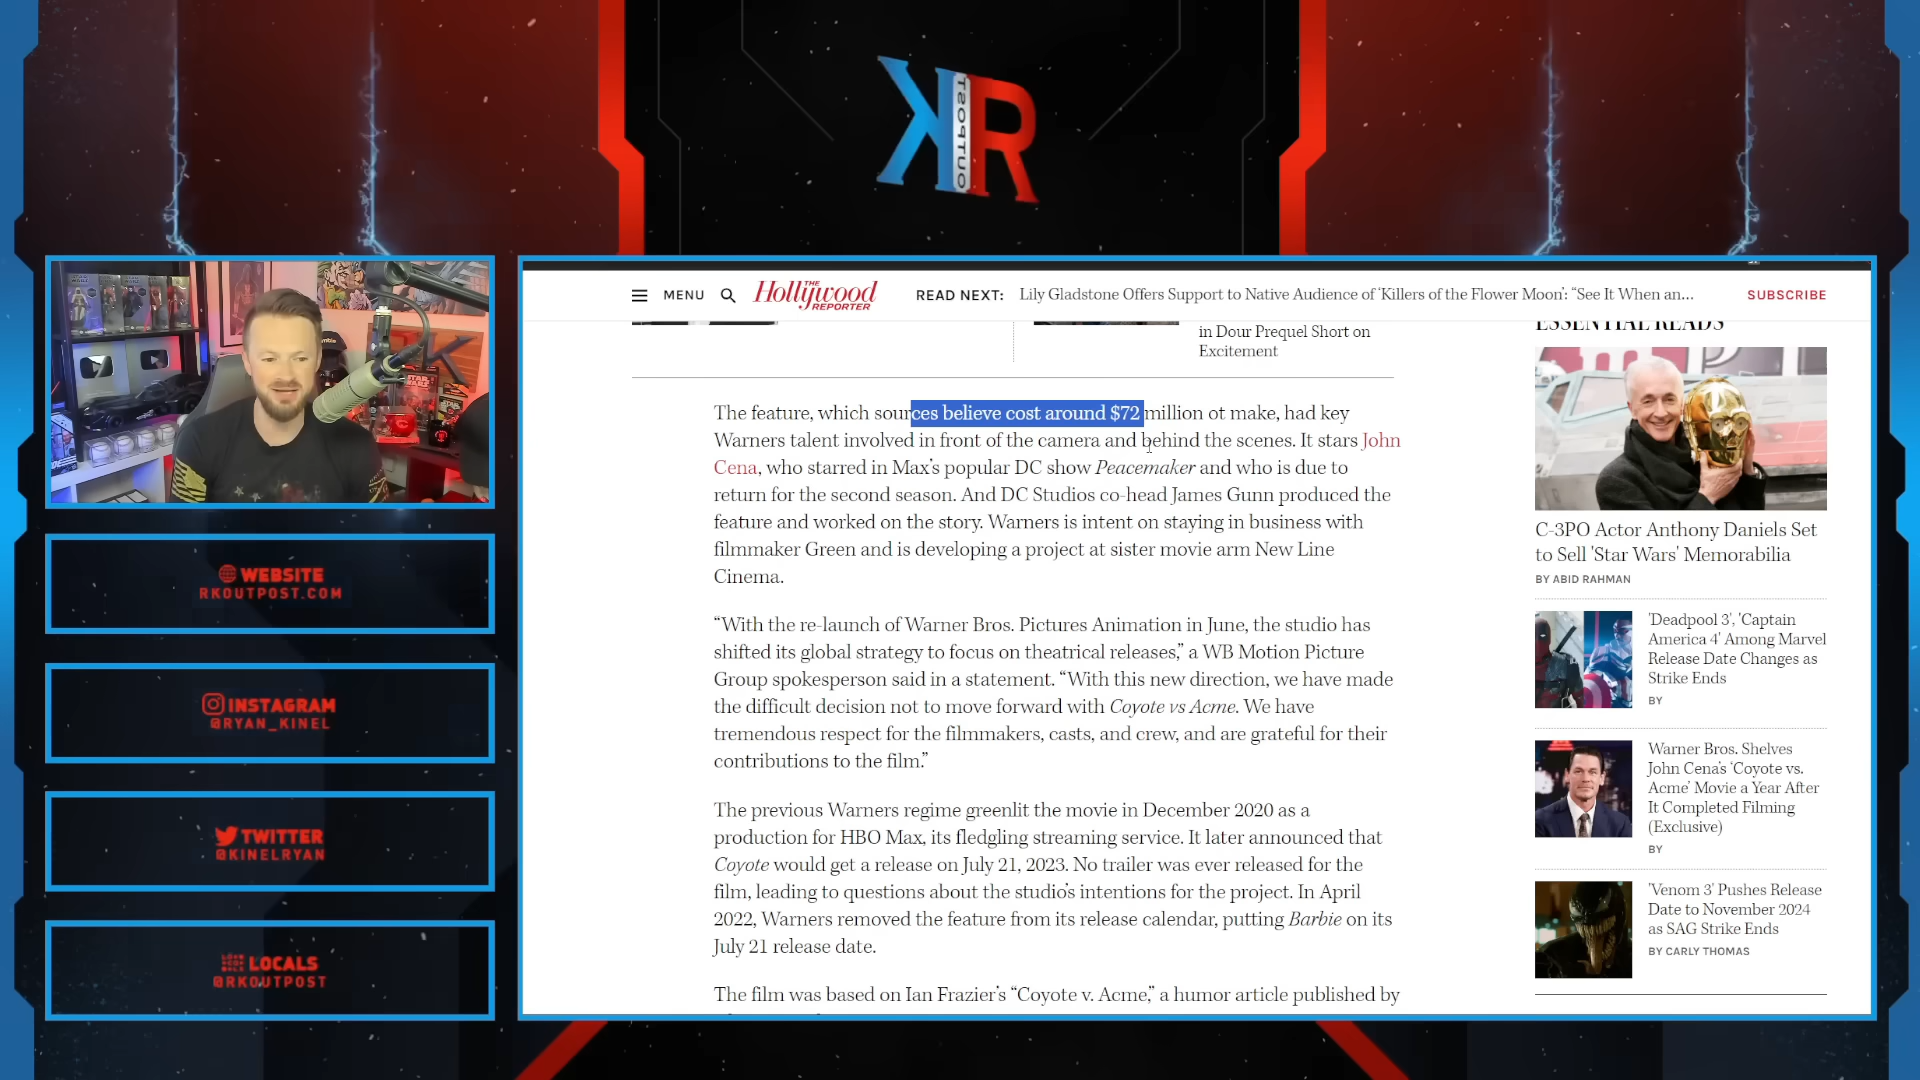 K OUTPOST R
MENU
THE
Hollywood
REPORTER
READ NEXT:
Lily Gladstone Offers Support to Native Audience of ‘Killers of the Flower Moon’: “See It When an...
SUBSCRIBE
in Dour Prequel Short on
Excitement
The feature, which sources believe cost around $72 million ot make, had key
Warners talent involved in front of the camera and behind the scenes. It stars John
Cena, who starred in Max’s popular DC show Peacemaker and who is due to
return for the second season. And DC Studios co-head James Gunn produced the
feature and worked on the story. Warners is intent on staying in business with
filmmaker Green and is developing a project at sister movie arm New Line
Cinema.
“With the re-launch of Warner Bros. Pictures Animation in June, the studio has
shifted its global strategy to focus on theatrical releases,” a WB Motion Picture
Group spokesperson said in a statement. “With this new direction, we have made
the difficult decision not to move forward with Coyote vs Acme. We have
tremendous respect for the filmmakers, casts, and crew, and are grateful for their
contributions to the film.”
The previous Warners regime greenlit the movie in December 2020 as a
production for HBO Max, its fledgling streaming service. It later announced that
Coyote would get a release on July 21, 2023. No trailer was ever released for the
film, leading to questions about the studio’s intentions for the project. In April
2022, Warners removed the feature from its release calendar, putting Barbie on its
July 21 release date.
The film was based on Ian Frazier’s “Coyote v. Acme,” a humor article published by
ESSENTIAL READS
C-3PO Actor Anthony Daniels Set
to Sell 'Star Wars' Memorabilia
BY ABID RAHMAN
'Deadpool 3', 'Captain
America 4' Among Marvel
Release Date Changes as
Strike Ends
BY
Warner Bros. Shelves
John Cena’s ‘Coyote vs.
Acme’ Movie a Year After
It Completed Filming
(Exclusive)
BY
'Venom 3' Pushes Release
Date to November 2024
as SAG Strike Ends
BY CARLY THOMAS
WEBSITE
RKOUTPOST.COM
INSTAGRAM
@RYAN_KINEL
TWITTER
@KINELRYAN
LOCALS
@RKOUTPOST